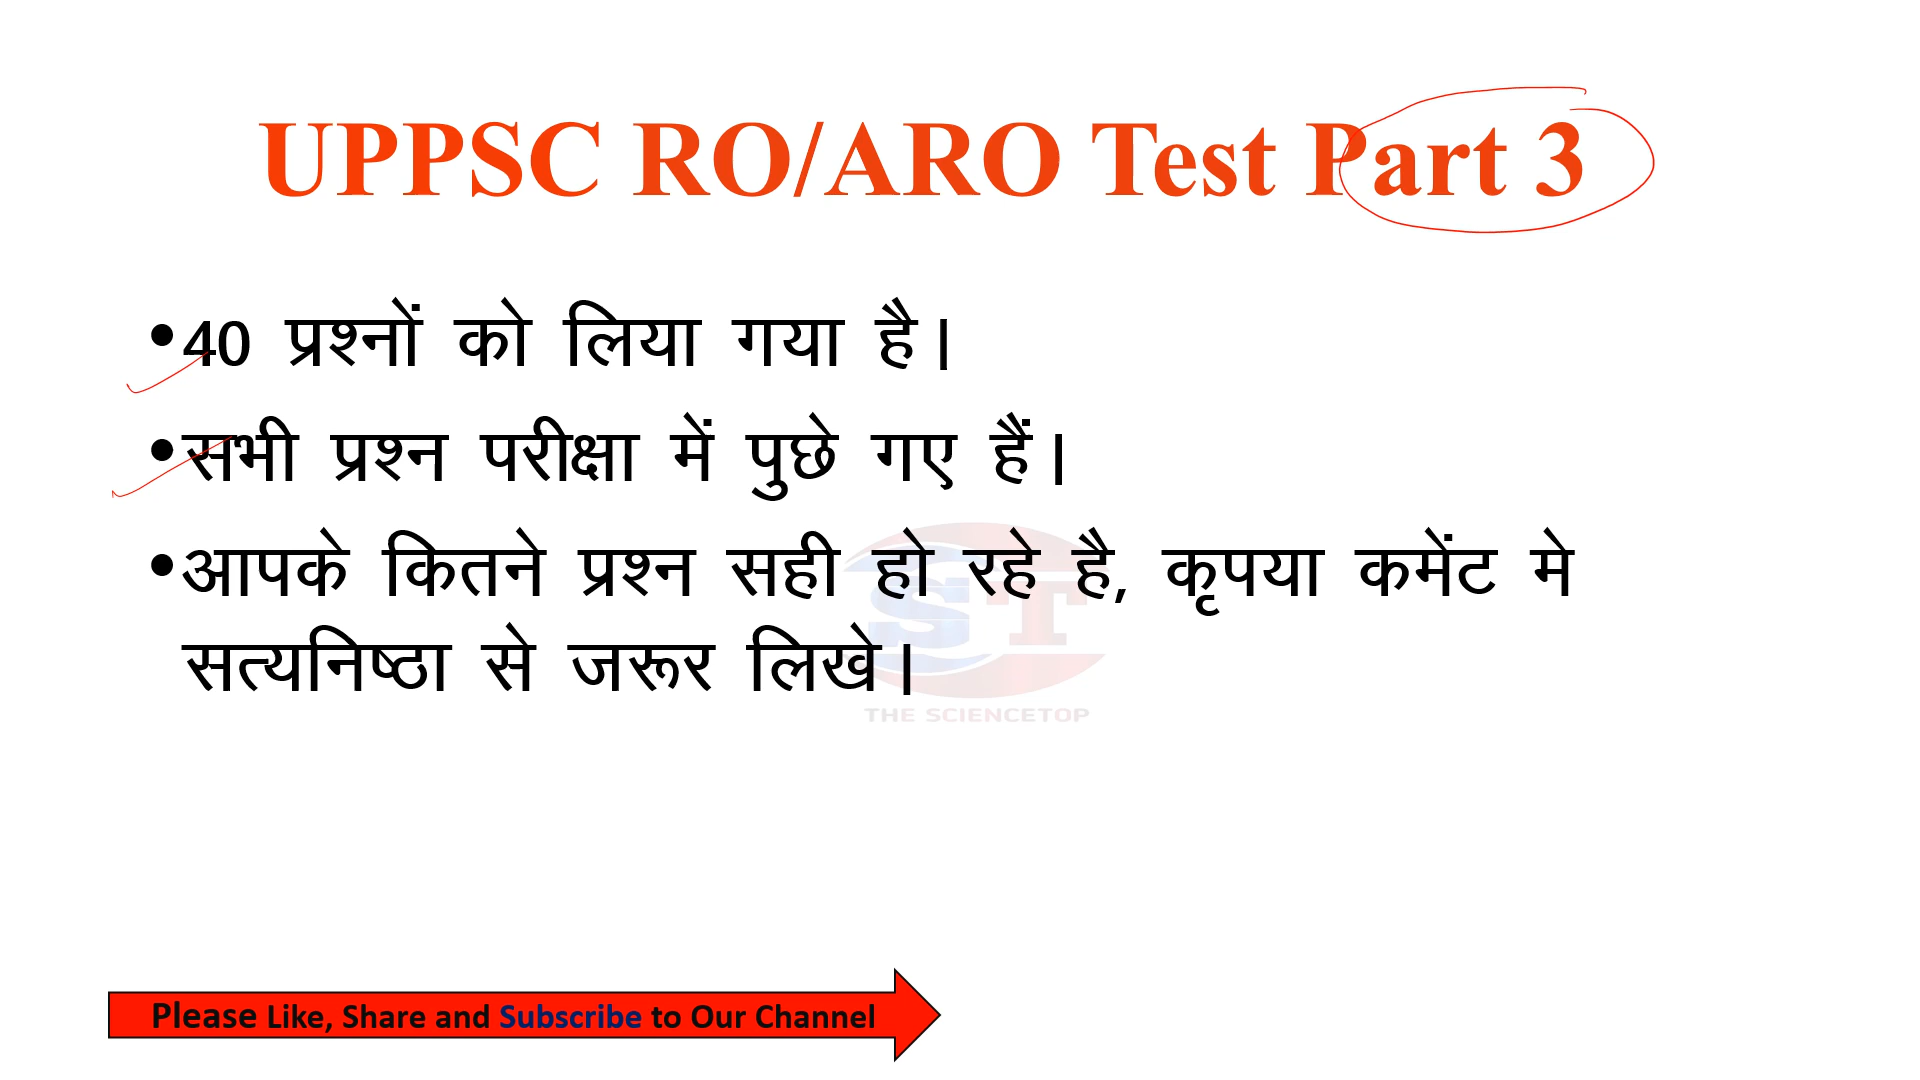 UPPSC RO/ARO Test Part 3
•40 प्रश्नों को लिया गया है।
•सभी प्रश्न परीक्षा में पुछे गए हैं।
•आपके कितने प्रश्न सही हो रहे है, कृपया कमेंट मे
सत्यनिष्ठा से जरूर लिखे।
ST
THE SCIENCETOP
Please Like, Share and Subscribe to Our Channel